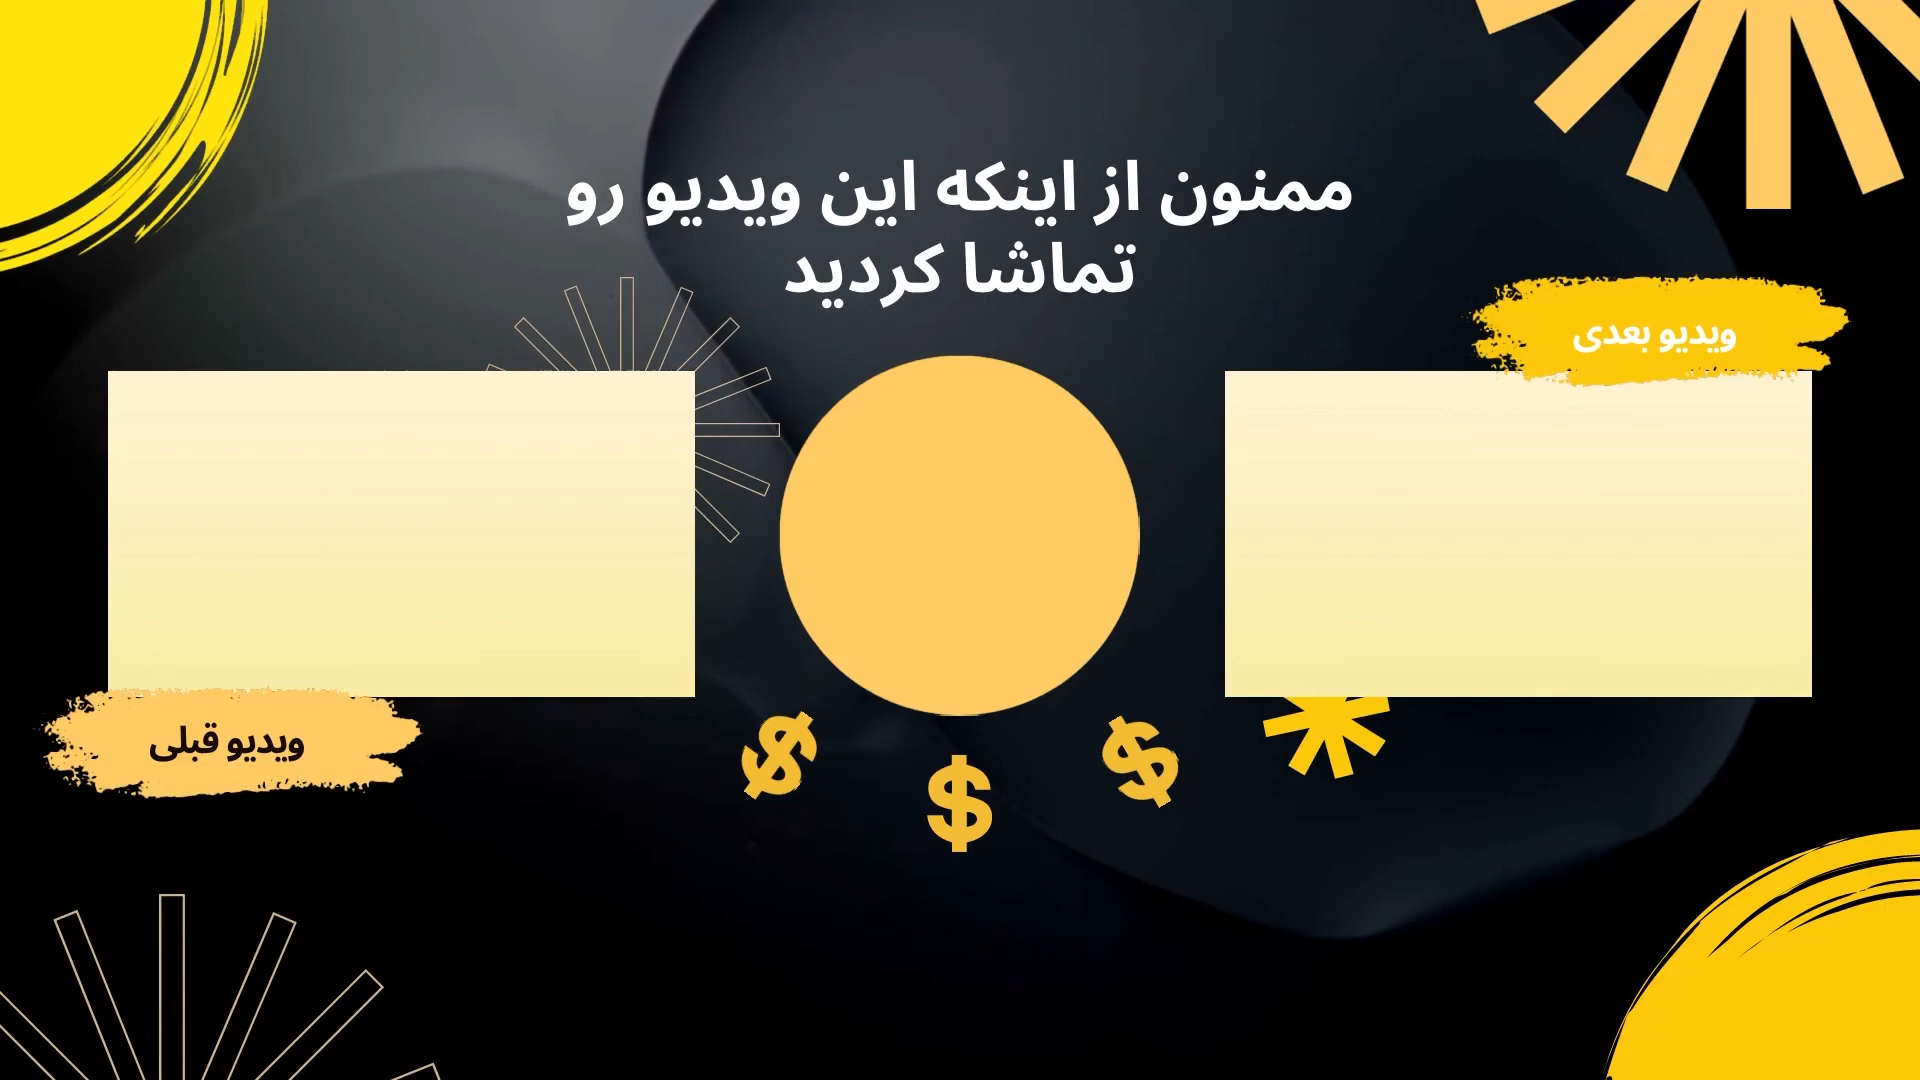 ممنون از اینکه این ویدیو رو
تماشا کردید
ویدیو بعدی
ویدیو قبلی
$ $ $